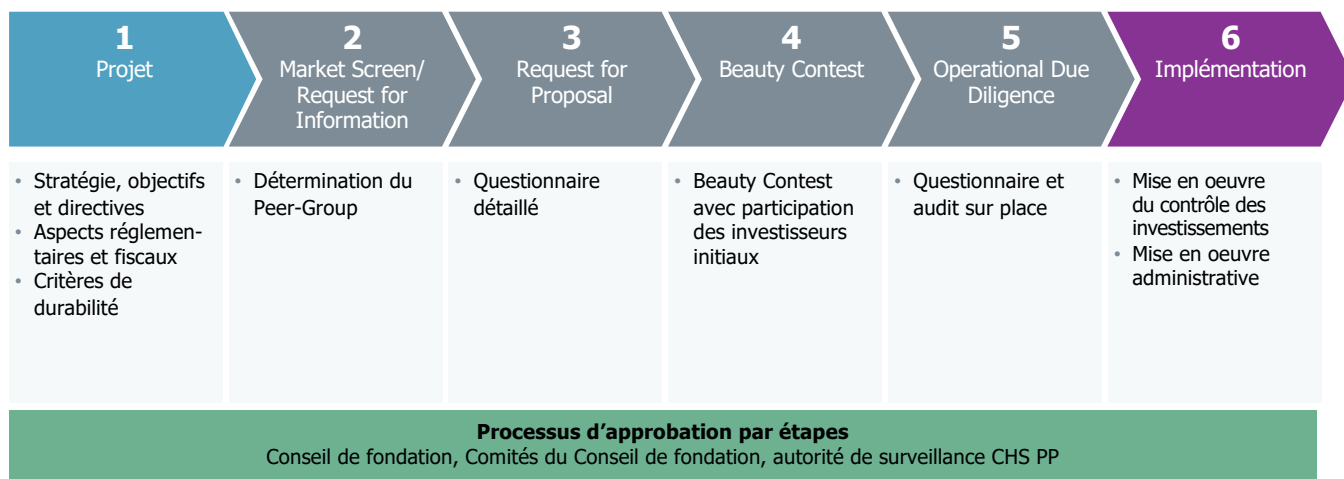 1
Projet
2
Market Screen/
Request for
Information
3
Request for
Proposal
4
Beauty Contest
5
Operational Due
Diligence
6
Implémentation
• Stratégie, objectifs
et directives
• Aspects réglemen-
taires et fiscaux
• Critères de
durabilité
• Détermination du
Peer-Group
• Questionnaire
détaillé
• Beauty Contest
avec participation
des investisseurs
initiaux
• Questionnaire et
audit sur place
• Mise en oeuvre
du contrôle des
investissements
• Mise en oeuvre
administrative
Processus d’approbation par étapes
Conseil de fondation, Comités du Conseil de fondation, autorité de surveillance CHS PP